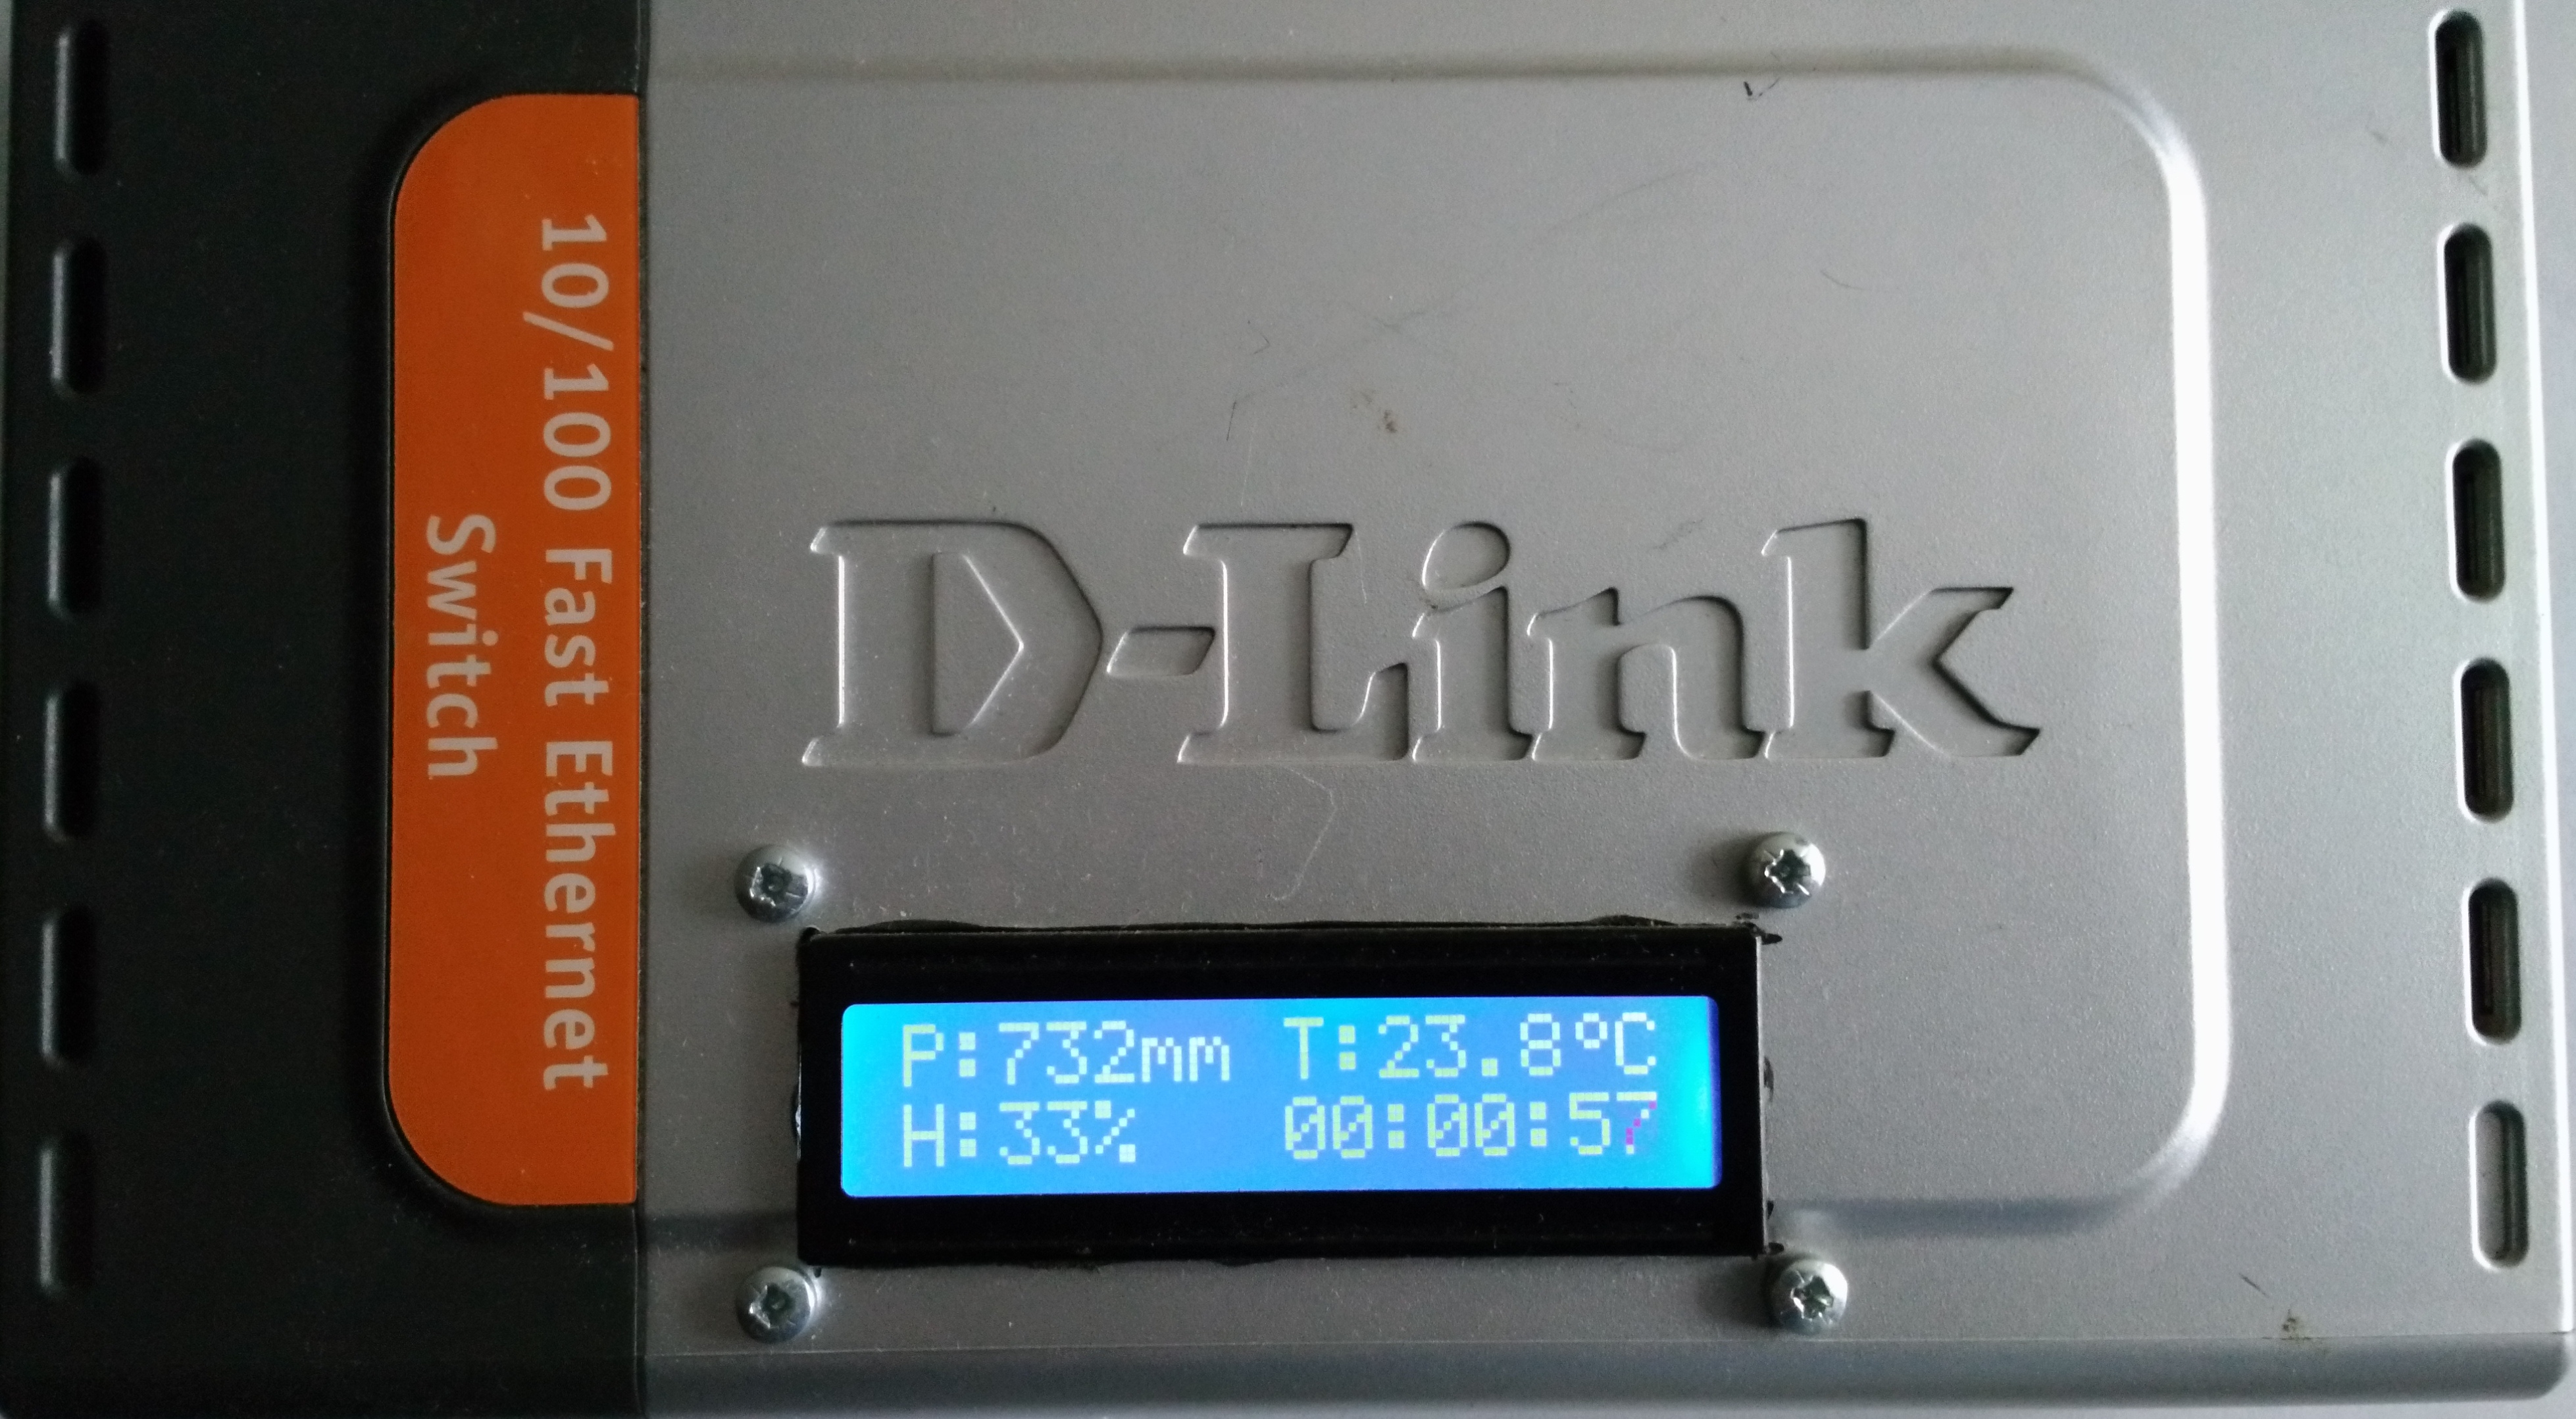 10/100 Fast Ethernet
Switch
D-Link
P:732mm T:23.8°C
H:33% 00:00:57